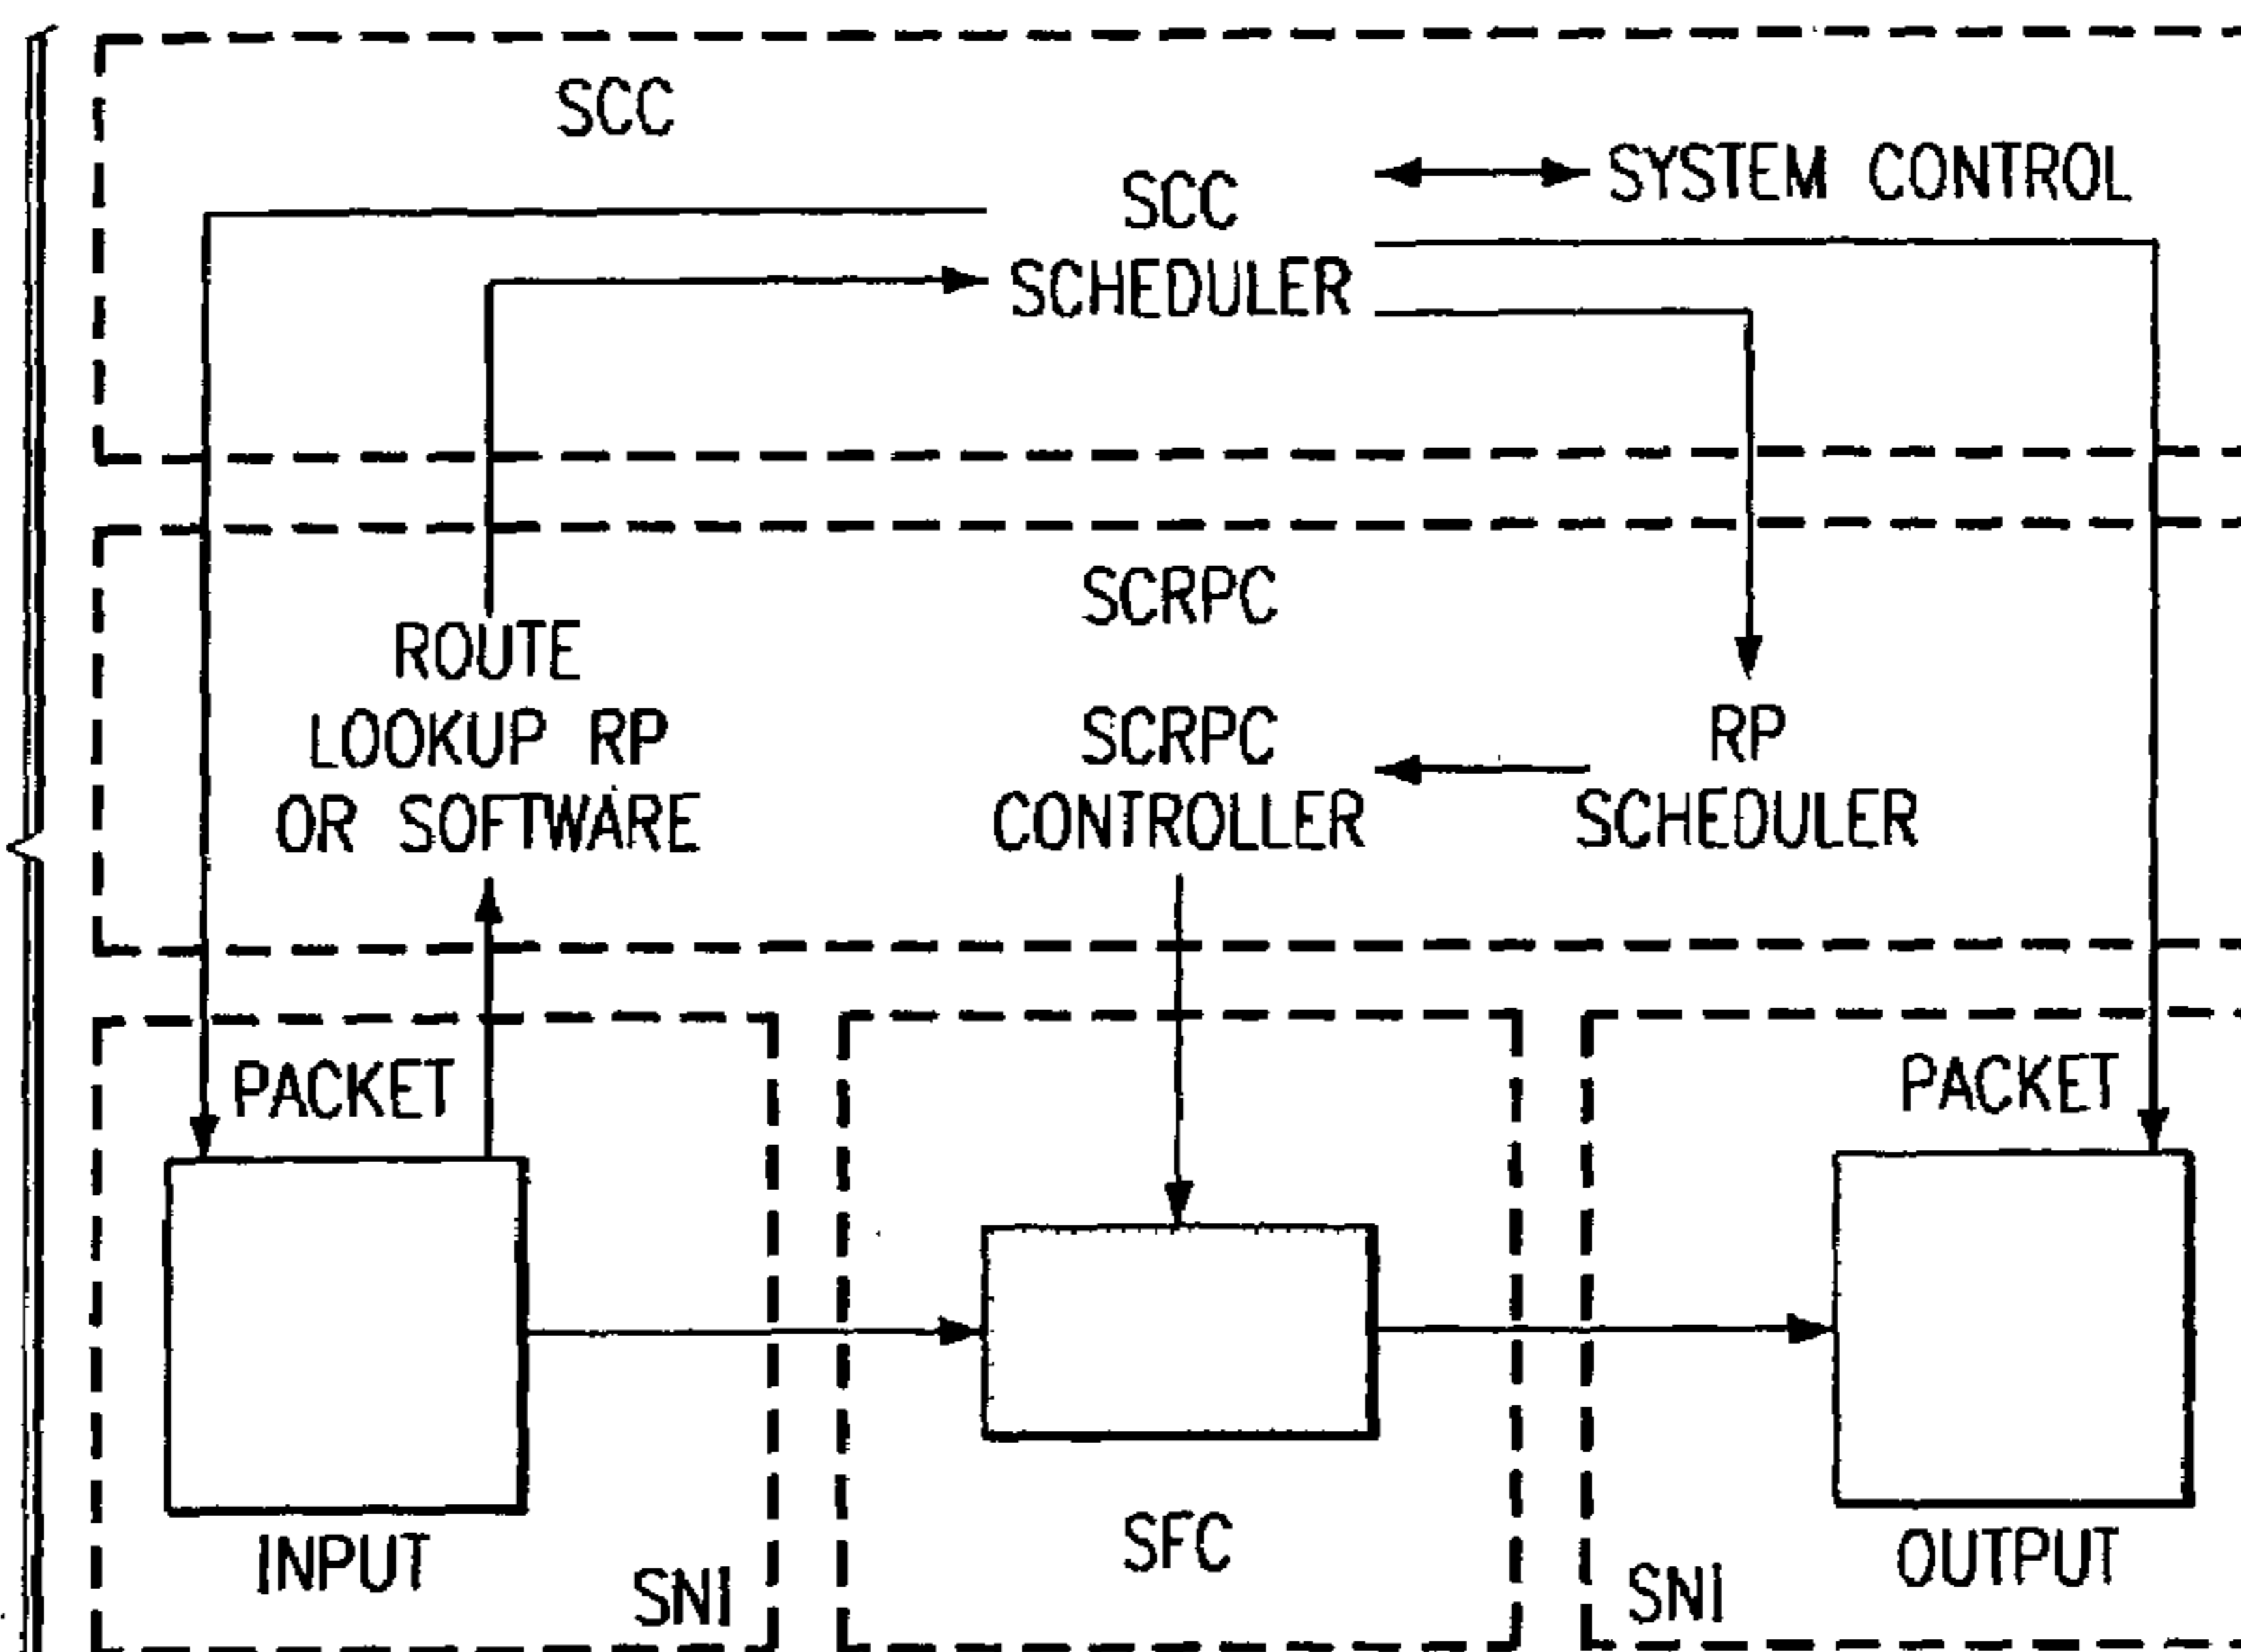 SCC
SCC
SCHEDULER
SYSTEM CONTROL
SCRPC
ROUTE
LOOKUP RP
OR SOFTWARE
SCRPC
CONTROLLER
RP
SCHEDULER
PACKET
INPUT
SNI
SFC
PACKET
OUTPUT
SNI